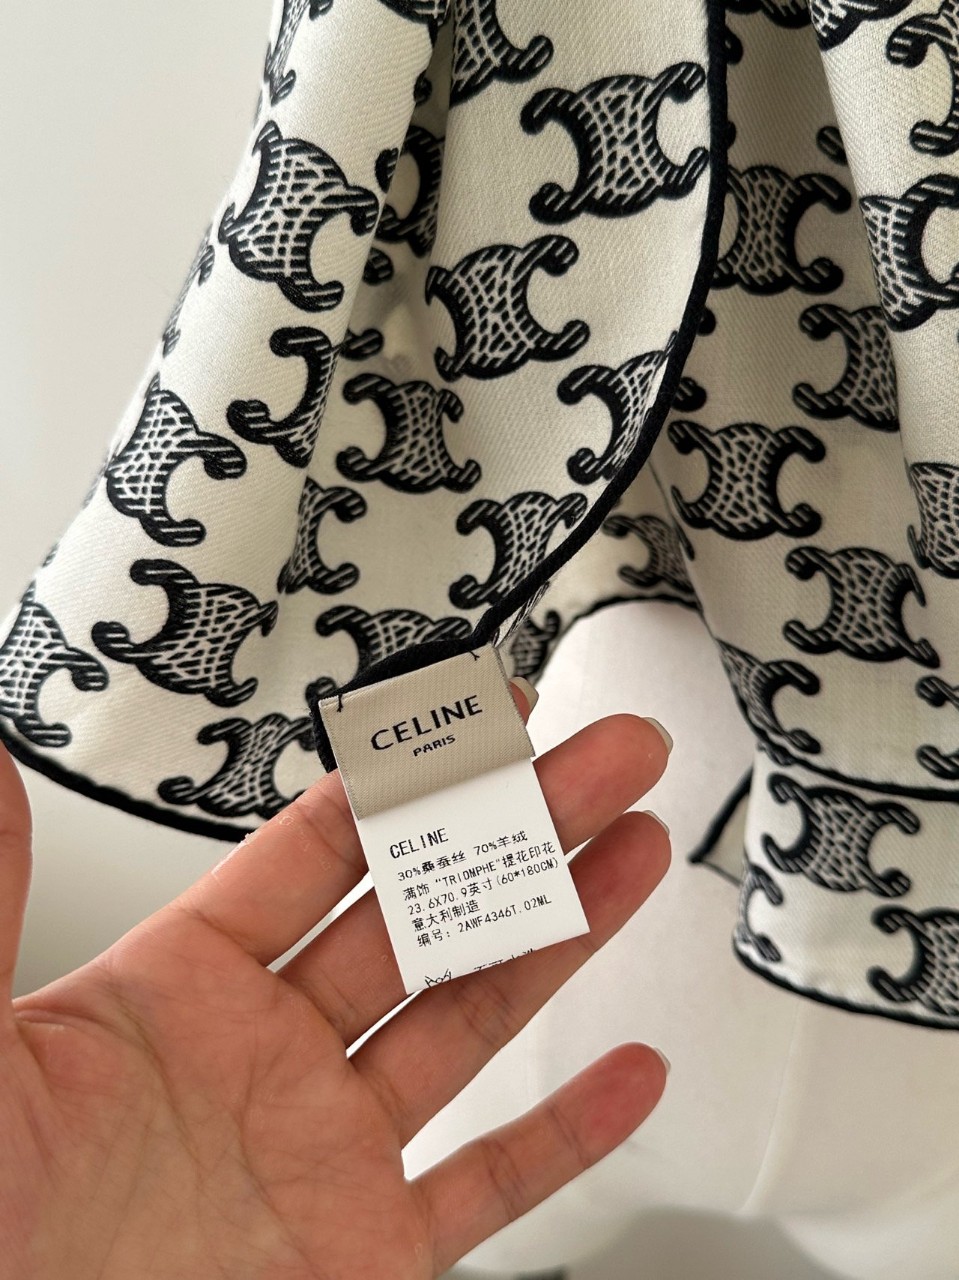 CELINE
PARIS
CELINE
30%桑蚕丝 70%羊绒
满饰 "TRIOMPHE"提花印花
23.6X70.9英寸(60*180CM)
意大利制造
编号: 2AWF4346T.02ML